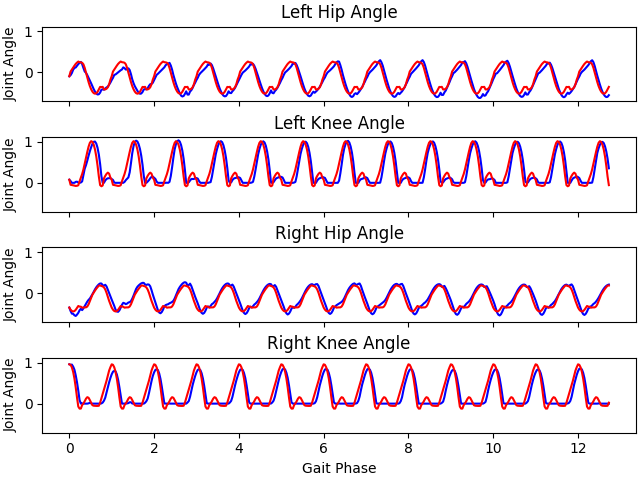 Left Hip Angle
Joint Angle
1
0
Left Knee Angle
Joint Angle
1
0
Right Hip Angle
Joint Angle
1
0
Right Knee Angle
Joint Angle
1
0
0 2 4 6 8 10 12
Gait Phase